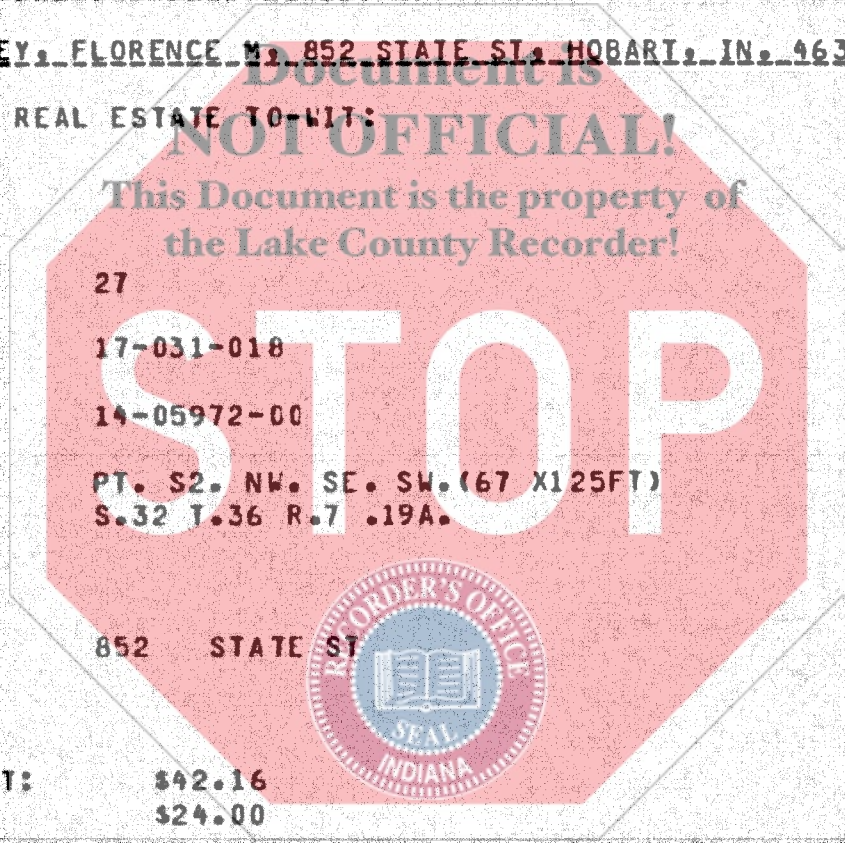 EY, FLORENCE M, 852 STATE ST, HOBART, IN. 463
Document is
REAL ESTATE TO-WIT:
NOT OFFICIAL!
This Document is the property of
the Lake County Recorder!
27
STOP
17-031-018
14-05972-00
PT. S2. NW. SE. SW.(67 X125FT)
S.32 T.36 R.7 .19A.
RECORDER'S OFFICE
852 STATE ST
SEAL
INDIANA
T: $42.16
$24.00